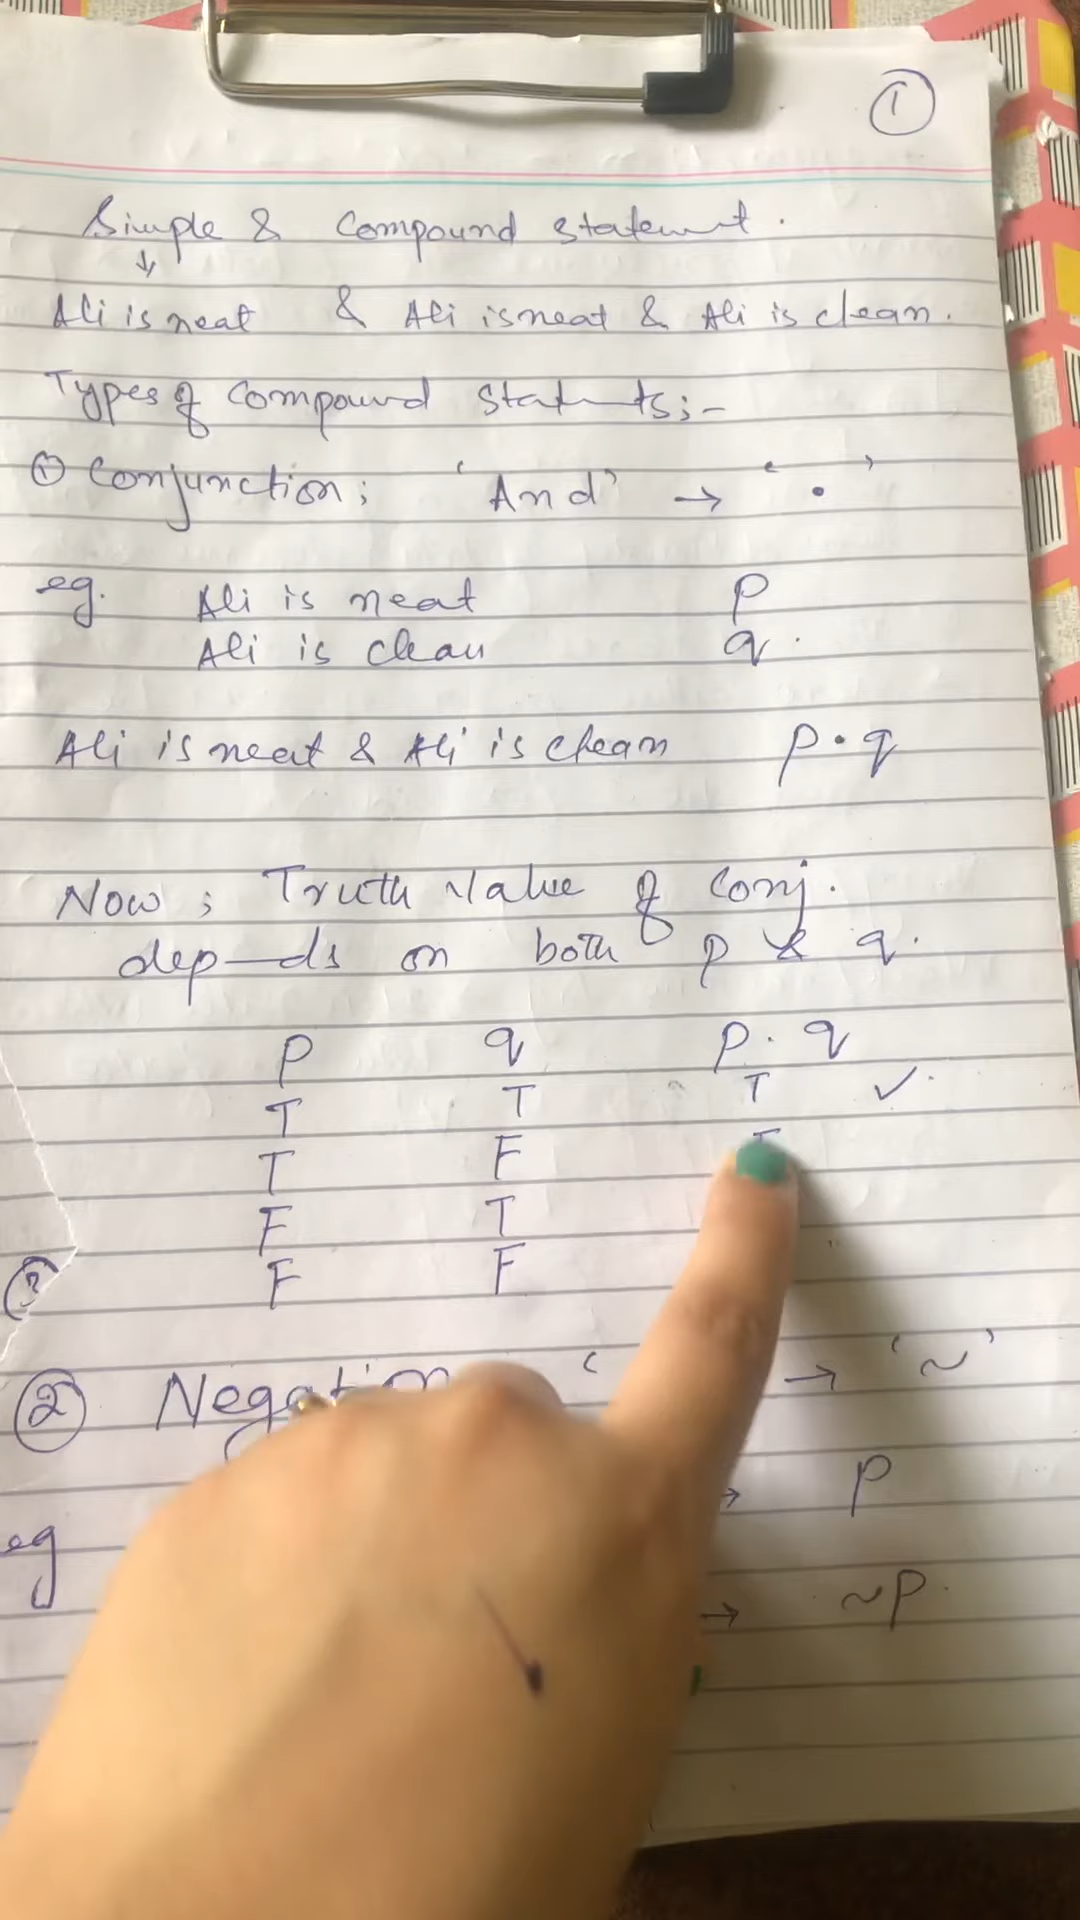 ①
Simple & Compound statement.
↓
Ali is neat & Ali is neat & Ali is clean.
Types of Compound Statments:-
① Conjunction; 'And' → '•'
eg. Ali is neat p
Ali is clean q.
Ali is neat & Ali is clean p•q
Now; Truth Value of Conj.
depends on both p & q.
P q p.q
T T T ✓.
T F
F T
F F
② Negation ' → '~'
→ p
eg
→ ~p.